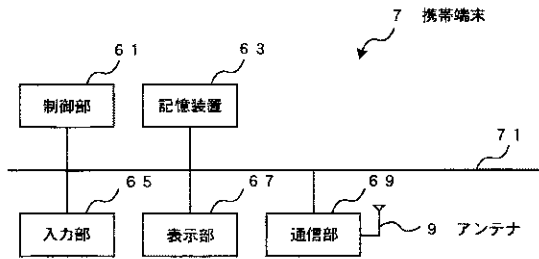 ７ 携帯端末
６１
６３
制御部
記憶装置
７１
６５
６７
６９
入力部
表示部
通信部
９ アンテナ